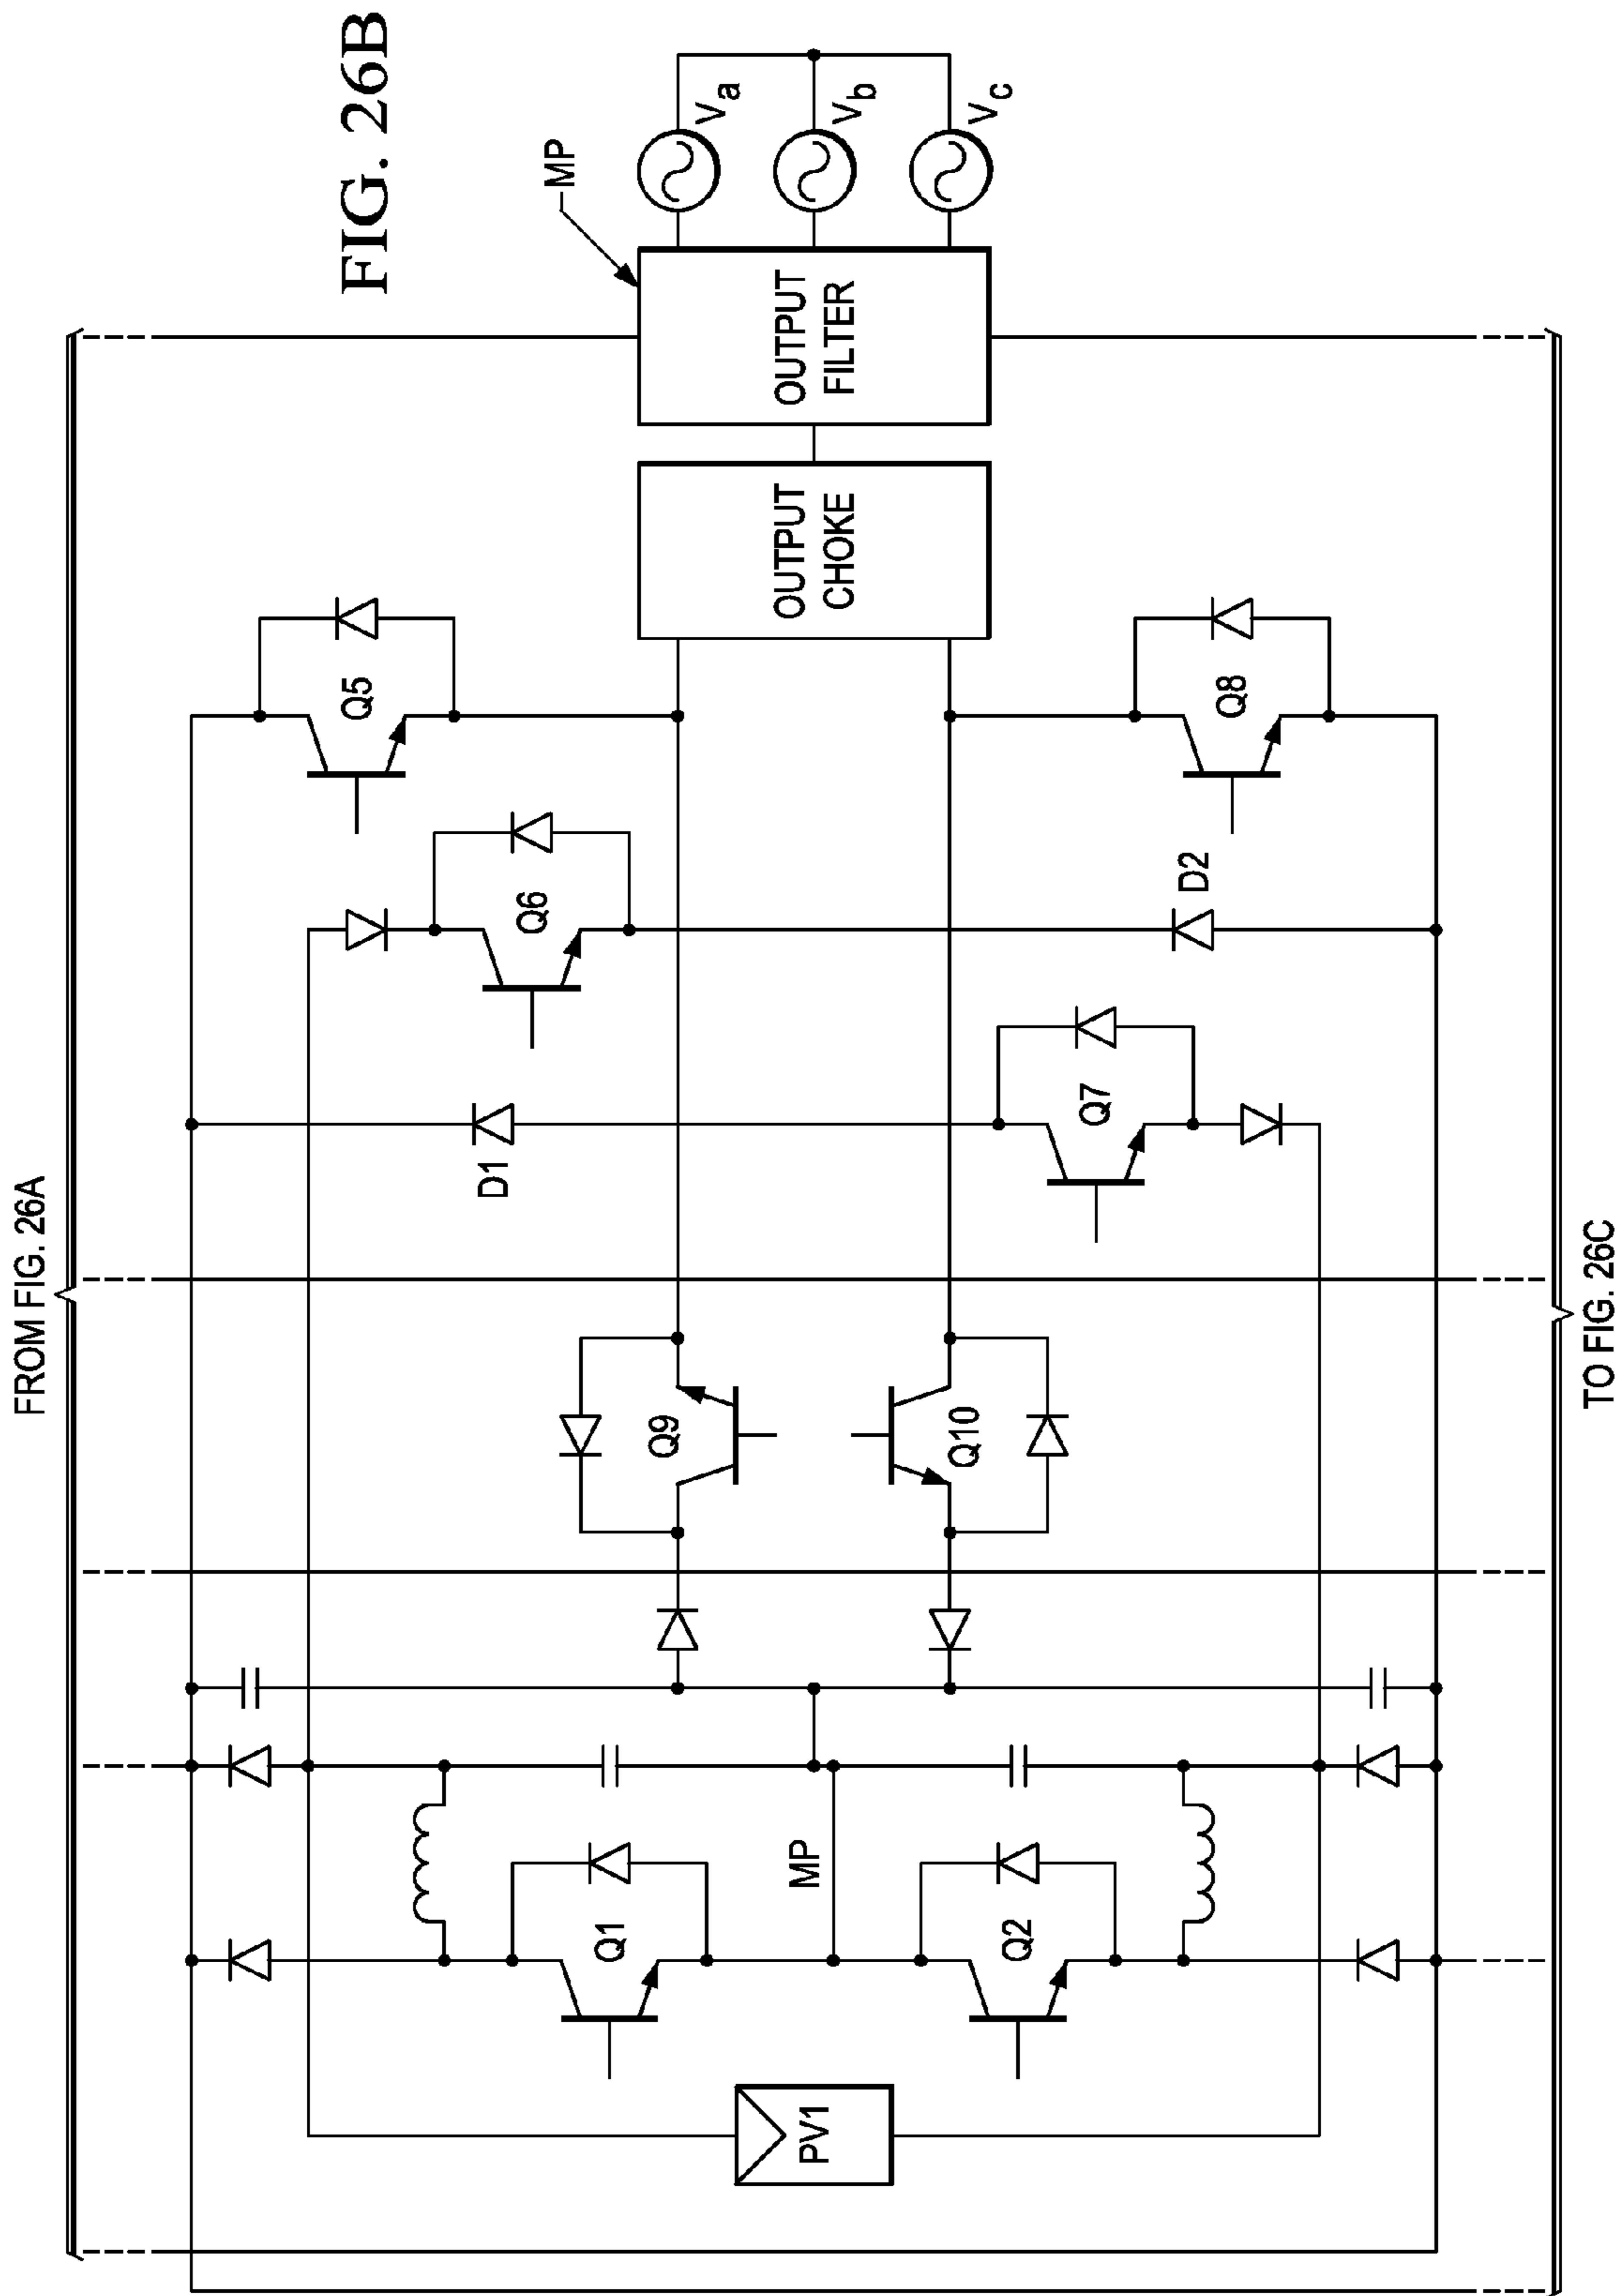 FIG. 26B
FROM FIG. 26A
MP
Va
Vb
Vc
OUTPUT
FILTER
OUTPUT
CHOKE
Q5
Q8
Q6
D2
Q7
D1
Q9
Q10
MP
Q1
Q2
PV1
TO FIG. 26C